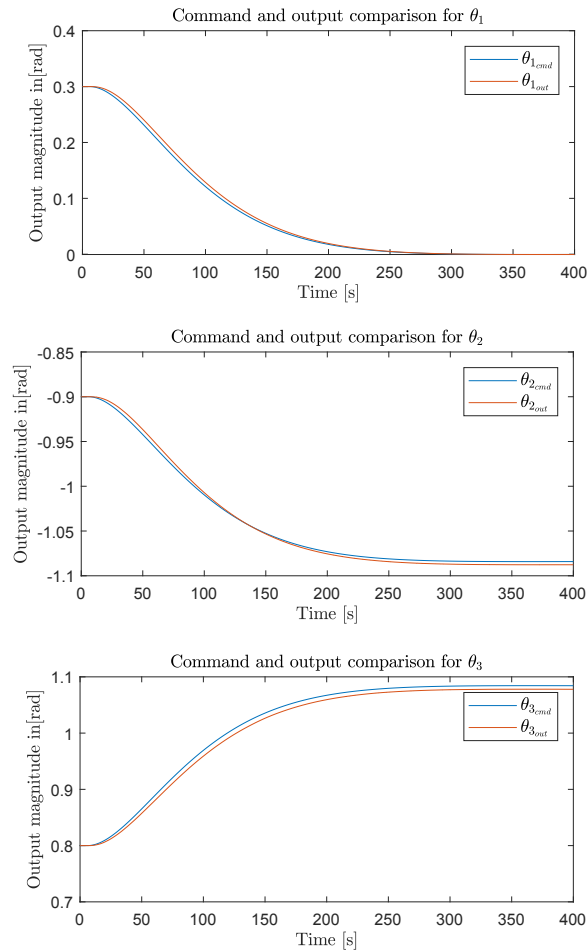 Command and output comparison for θ₁
Output magnitude in[rad]
0.4
0.3
0.2
0.1
0
θ₁cmd
θ₁out
0 50 100 150 200 250 300 350 400
Time [s]
Command and output comparison for θ₂
Output magnitude in[rad]
-0.85
-0.9
-0.95
-1
-1.05
-1.1
θ₂cmd
θ₂out
0 50 100 150 200 250 300 350 400
Time [s]
Command and output comparison for θ₃
Output magnitude in[rad]
1.1
1
0.9
0.8
0.7
θ₃cmd
θ₃out
0 50 100 150 200 250 300 350 400
Time [s]